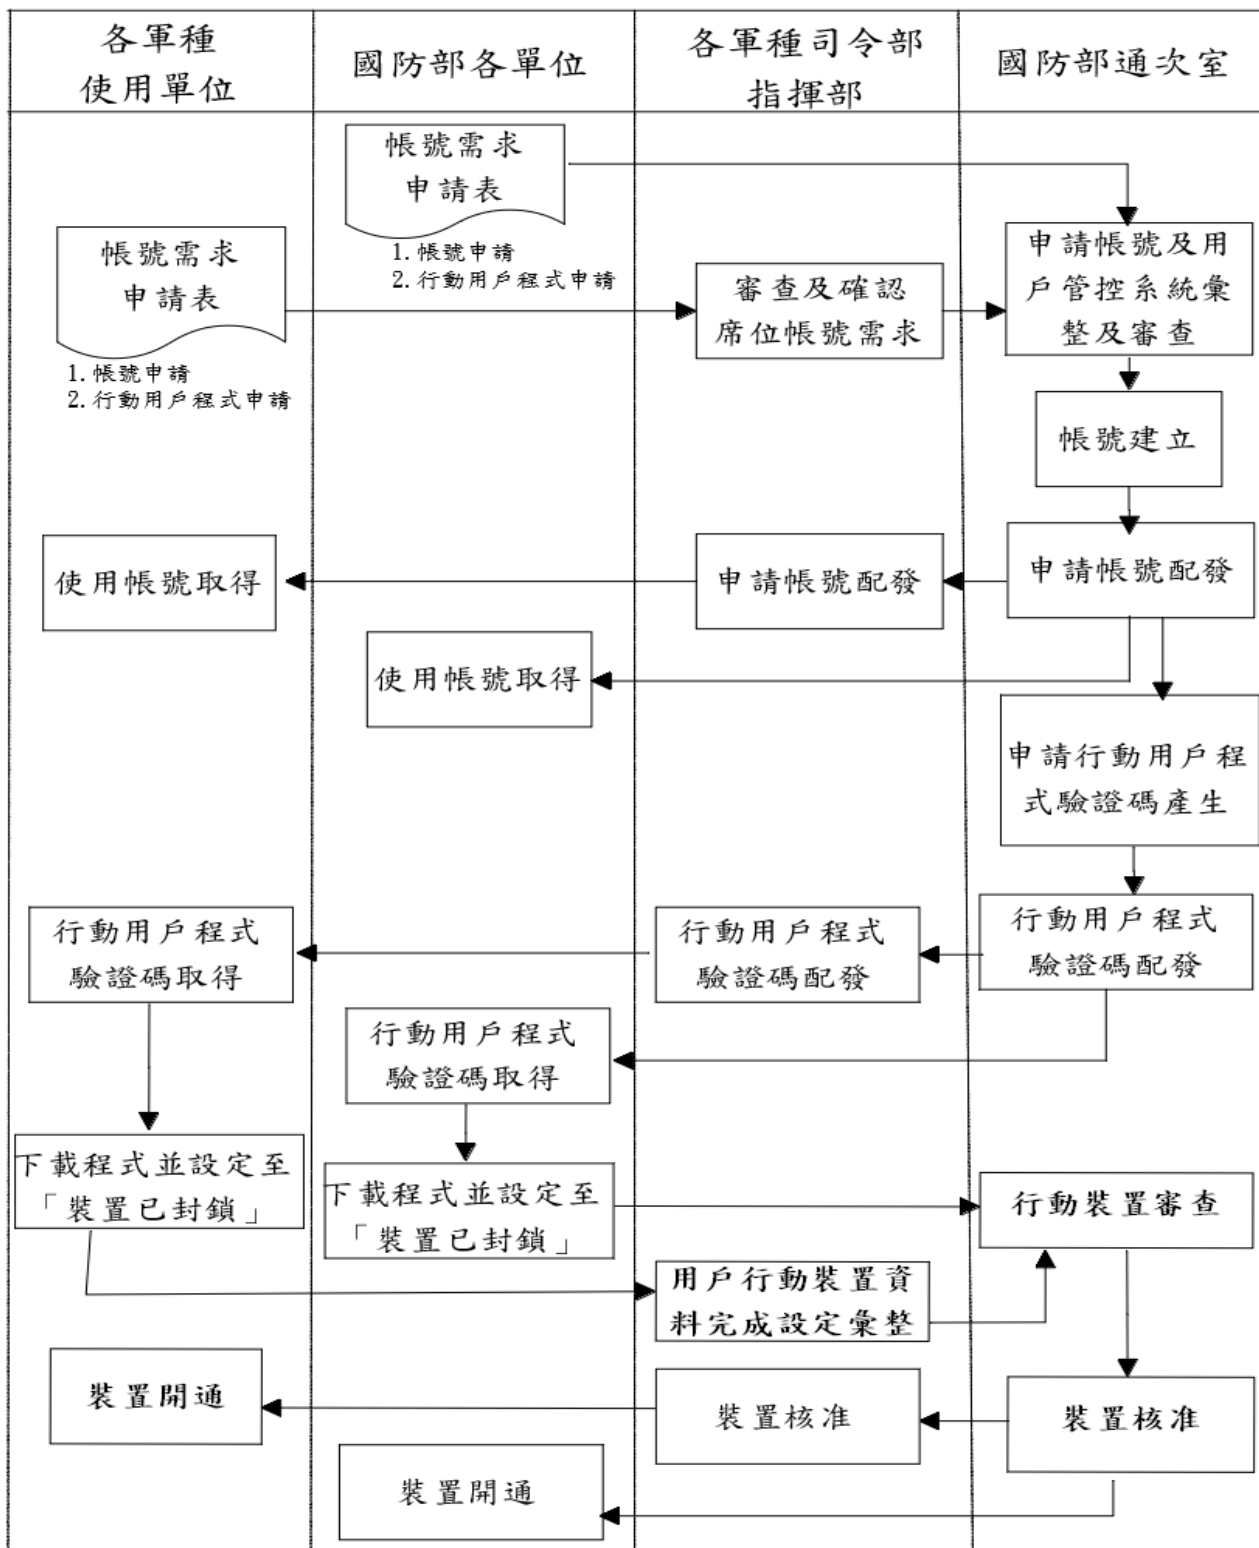 各軍種
使用單位
國防部各單位
各軍種司令部
指揮部
國防部通次室
帳號需求
申請表
1.帳號申請
2.行動用戶程式申請
帳號需求
申請表
1.帳號申請
2.行動用戶程式申請
審查及確認
席位帳號需求
申請帳號及用
戶管控系統彙
整及審查
帳號建立
使用帳號取得
申請帳號配發
申請帳號配發
使用帳號取得
申請行動用戶程
式驗證碼產生
行動用戶程式
驗證碼取得
行動用戶程式
驗證碼配發
行動用戶程式
驗證碼配發
行動用戶程式
驗證碼取得
下載程式並設定至
「裝置已封鎖」
下載程式並設定至
「裝置已封鎖」
行動裝置審查
用戶行動裝置資
料完成設定彙整
裝置開通
裝置核准
裝置核准
裝置開通